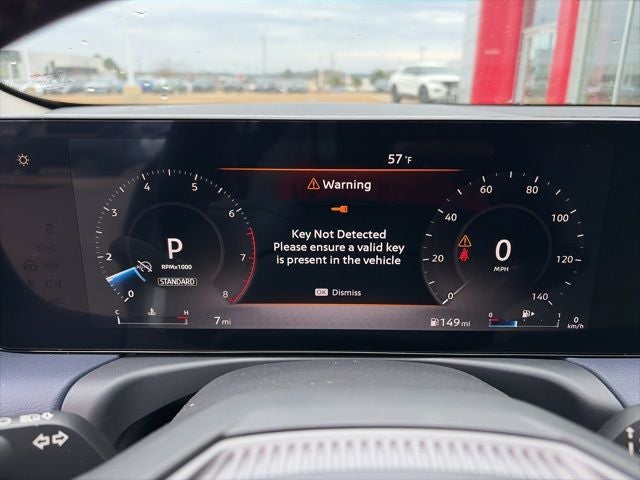 57 °F
Warning
Key Not Detected
Please ensure a valid key
is present in the vehicle
OK Dismiss
0 2 3 4 5 6 7 8
P
RPMx1000
STANDARD
C H
7 mi
0 20 40 60 80 100 120 140
0
MPH
149 mi
0 1
0
km/h